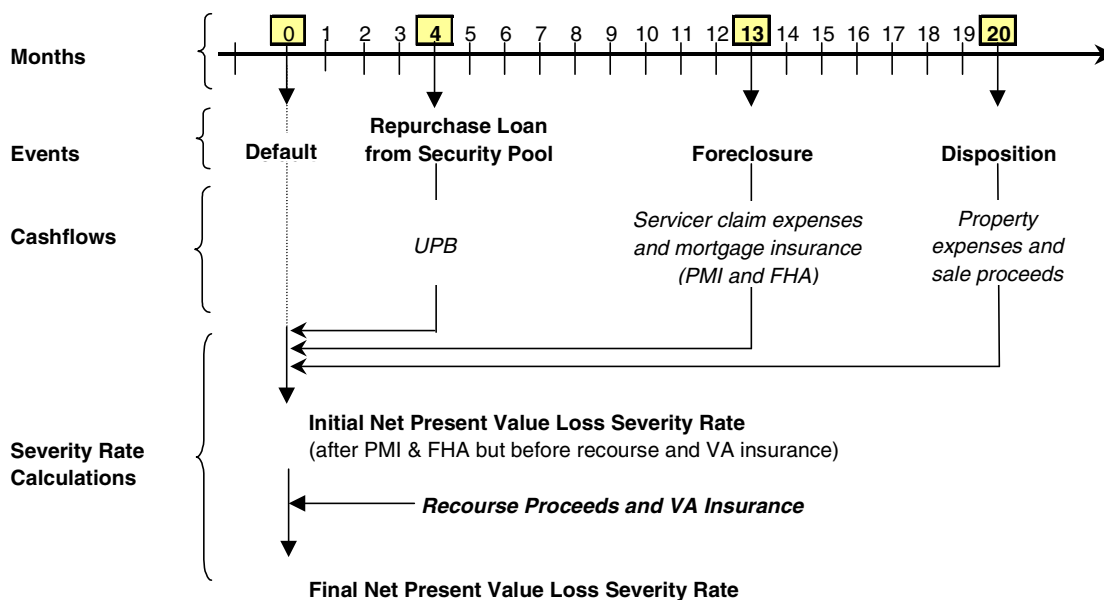 Months
0 1 2 3 4 5 6 7 8 9 10 11 12 13 14 15 16 17 18 19 20
Events
Default
Repurchase Loan
from Security Pool
Foreclosure
Disposition
Cashflows
UPB
Servicer claim expenses
and mortgage insurance
(PMI and FHA)
Property
expenses and
sale proceeds
Severity Rate
Calculations
Initial Net Present Value Loss Severity Rate
(after PMI & FHA but before recourse and VA insurance)
Recourse Proceeds and VA Insurance
Final Net Present Value Loss Severity Rate